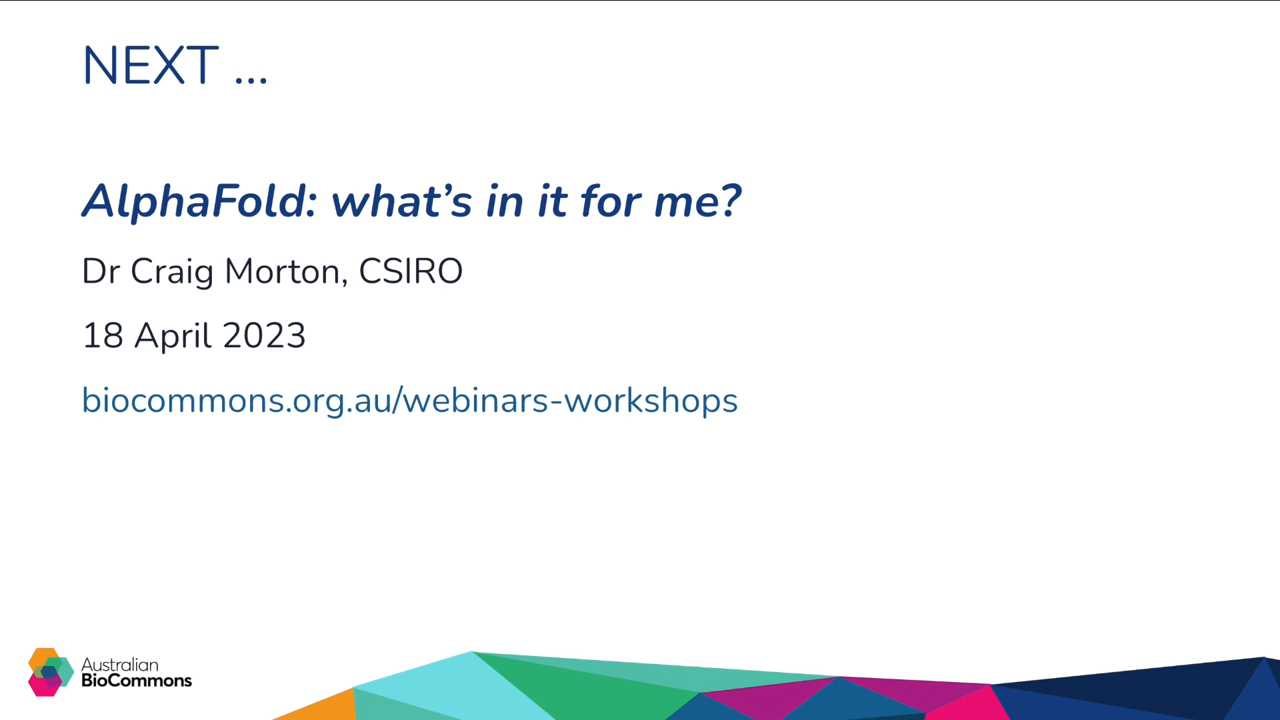 NEXT ...
AlphaFold: what’s in it for me?
Dr Craig Morton, CSIRO
18 April 2023
biocommons.org.au/webinars-workshops
Australian
BioCommons